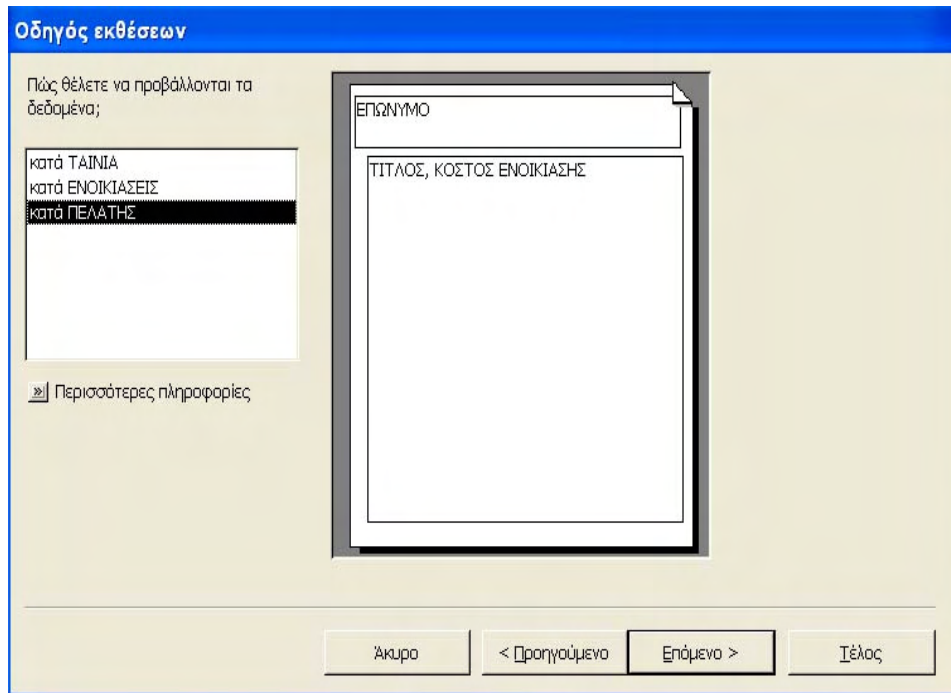 Οδηγός εκθέσεων
Πώς θέλετε να προβάλλονται τα
δεδομένα;
κατά ΤΑΙΝΙΑ
κατά ΕΝΟΙΚΙΑΣΕΙΣ
κατά ΠΕΛΑΤΗΣ
» Περισσότερες πληροφορίες
ΕΠΩΝΥΜΟ
ΤΙΤΛΟΣ, ΚΟΣΤΟΣ ΕΝΟΙΚΙΑΣΗΣ
Άκυρο
< Προηγούμενο
Επόμενο >
Τέλος